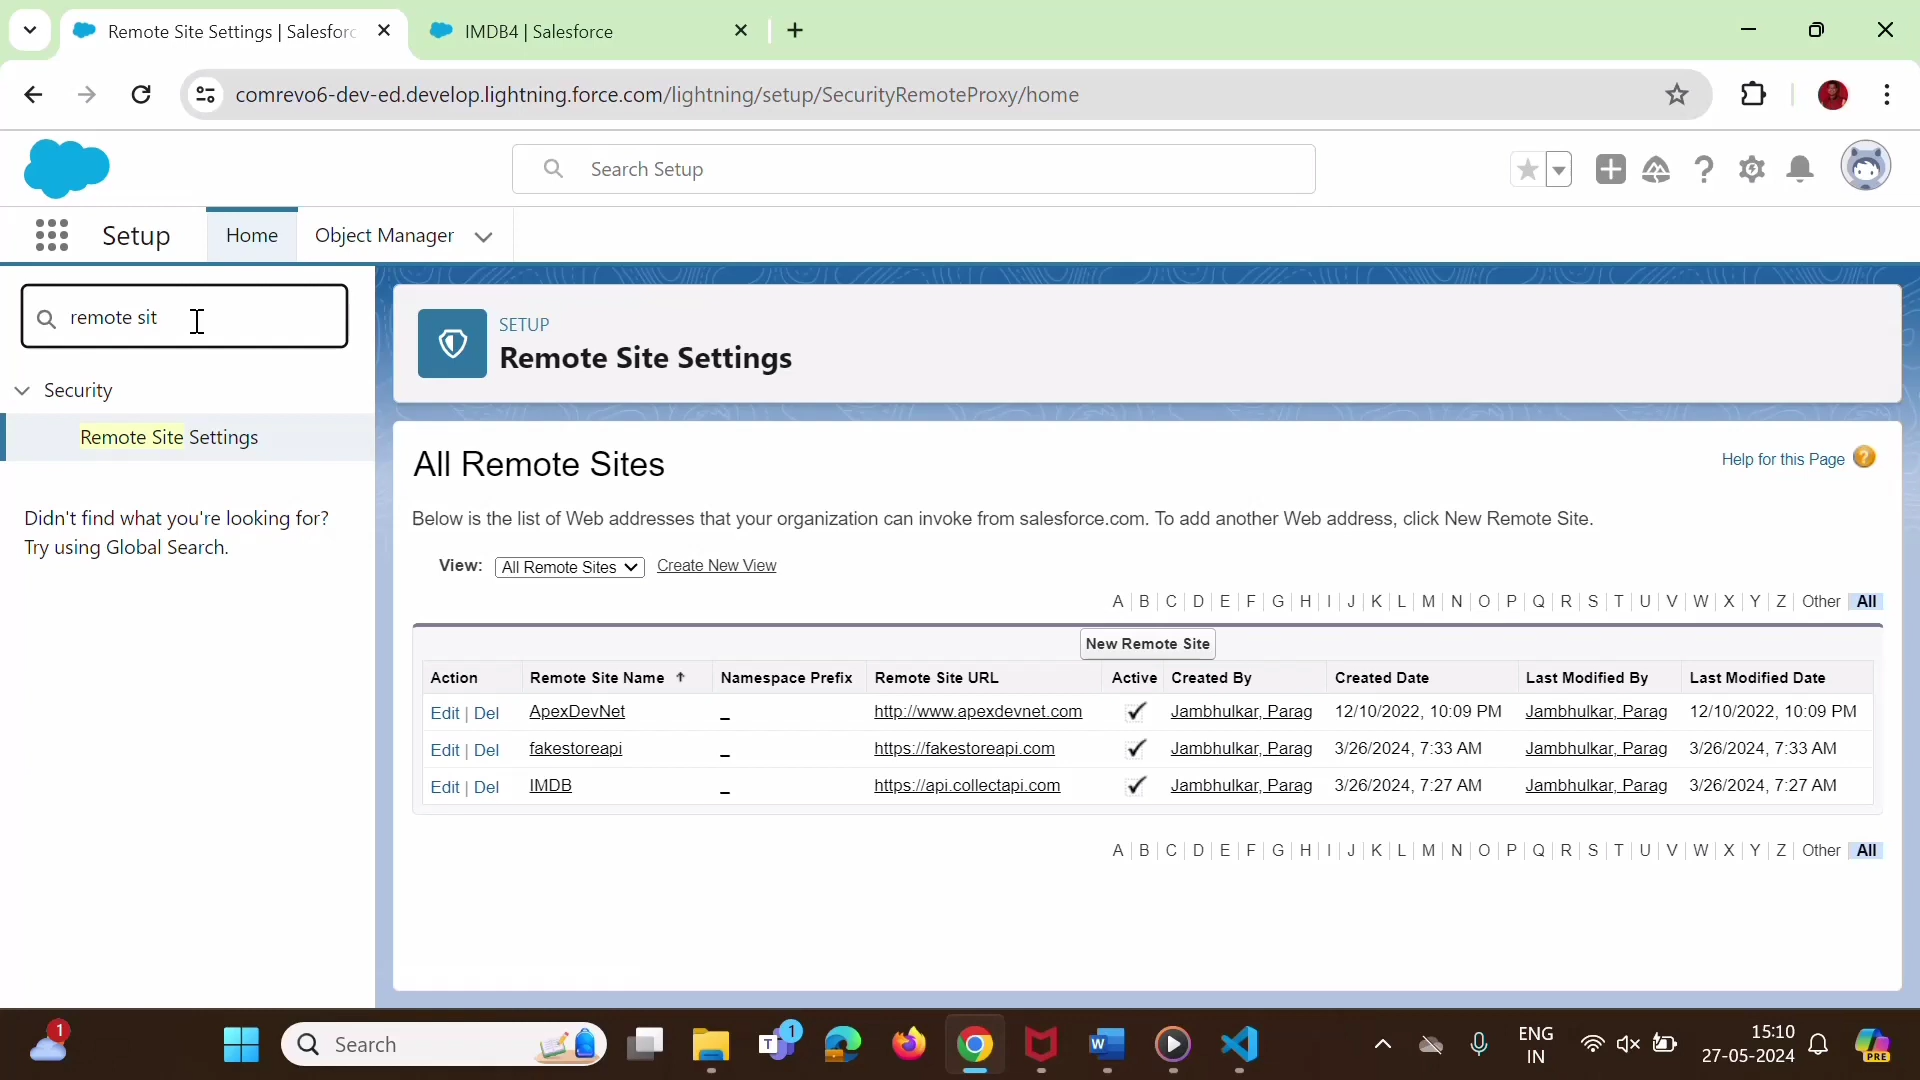 Remote Site Settings | Salesforc
IMDB4 | Salesforce
comrevo6-dev-ed.develop.lightning.force.com/lightning/setup/SecurityRemoteProxy/home
Search Setup
Setup
Home
Object Manager
remote sit
Security
Remote Site Settings
Didn't find what you're looking for?
Try using Global Search.
SETUP
Remote Site Settings
All Remote Sites
Help for this Page
Below is the list of Web addresses that your organization can invoke from salesforce.com. To add another Web address, click New Remote Site.
View: All Remote Sites Create New View
A | B | C | D | E | F | G | H | I | J | K | L | M | N | O | P | Q | R | S | T | U | V | W | X | Y | Z | Other | All
New Remote Site
Action Remote Site Name Namespace Prefix Remote Site URL Active Created By Created Date Last Modified By Last Modified Date
Edit | Del ApexDevNet http://www.apexdevnet.com Jambhulkar, Parag 12/10/2022, 10:09 PM Jambhulkar, Parag 12/10/2022, 10:09 PM
Edit | Del fakestoreapi https://fakestoreapi.com Jambhulkar, Parag 3/26/2024, 7:33 AM Jambhulkar, Parag 3/26/2024, 7:33 AM
Edit | Del IMDB https://api.collectapi.com Jambhulkar, Parag 3/26/2024, 7:27 AM Jambhulkar, Parag 3/26/2024, 7:27 AM
A | B | C | D | E | F | G | H | I | J | K | L | M | N | O | P | Q | R | S | T | U | V | W | X | Y | Z | Other | All
1
Search
1
ENG
IN
15:10
27-05-2024
PRE